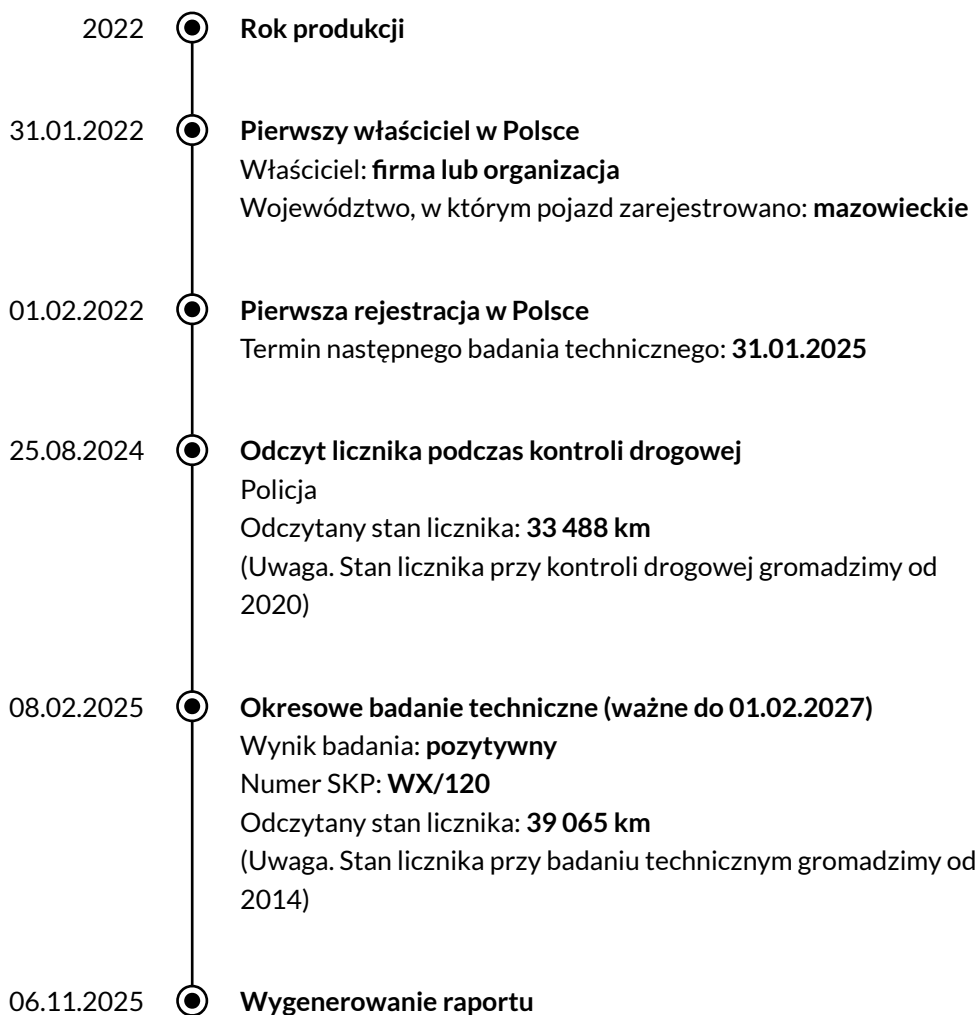 2022 Rok produkcji
31.01.2022 Pierwszy właściciel w Polsce
Właściciel: firma lub organizacja
Województwo, w którym pojazd zarejestrowano: mazowieckie
01.02.2022 Pierwsza rejestracja w Polsce
Termin następnego badania technicznego: 31.01.2025
25.08.2024 Odczyt licznika podczas kontroli drogowej
Policja
Odczytany stan licznika: 33 488 km
(Uwaga. Stan licznika przy kontroli drogowej gromadzimy od
2020)
08.02.2025 Okresowe badanie techniczne (ważne do 01.02.2027)
Wynik badania: pozytywny
Numer SKP: WX/120
Odczytany stan licznika: 39 065 km
(Uwaga. Stan licznika przy badaniu technicznym gromadzimy od
2014)
06.11.2025 Wygenerowanie raportu